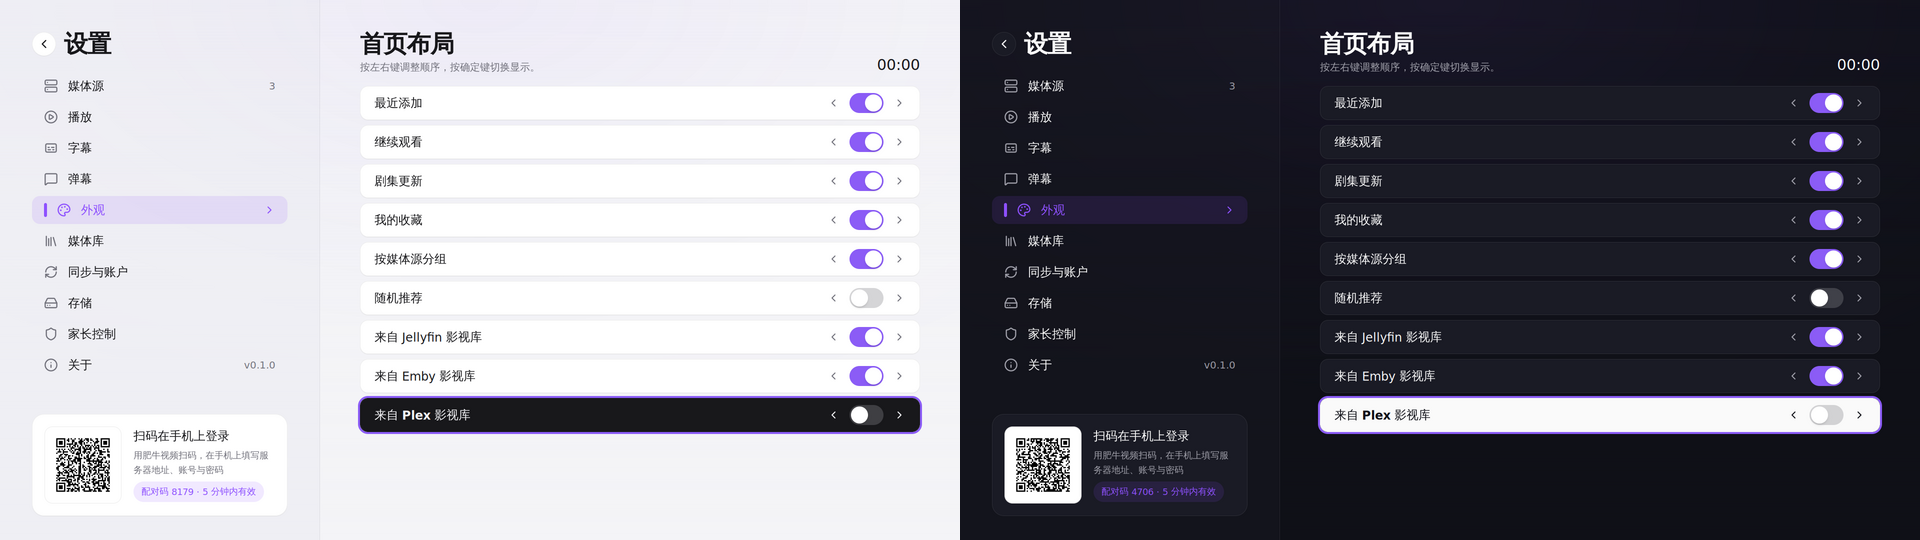 设置
媒体源 3
播放
字幕
弹幕
外观
媒体库
同步与账户
存储
家长控制
关于 v0.1.0
扫码在手机上登录
用肥牛视频扫码，在手机上填写服
务器地址、账号与密码
配对码 8179 · 5 分钟内有效
首页布局
按左右键调整顺序，按确定键切换显示。
00:00
最近添加
继续观看
剧集更新
我的收藏
按媒体源分组
随机推荐
来自 Jellyfin 影视库
来自 Emby 影视库
来自 Plex 影视库
设置
媒体源 3
播放
字幕
弹幕
外观
媒体库
同步与账户
存储
家长控制
关于 v0.1.0
扫码在手机上登录
用肥牛视频扫码，在手机上填写服
务器地址、账号与密码
配对码 4706 · 5 分钟内有效
首页布局
按左右键调整顺序，按确定键切换显示。
00:00
最近添加
继续观看
剧集更新
我的收藏
按媒体源分组
随机推荐
来自 Jellyfin 影视库
来自 Emby 影视库
来自 Plex 影视库